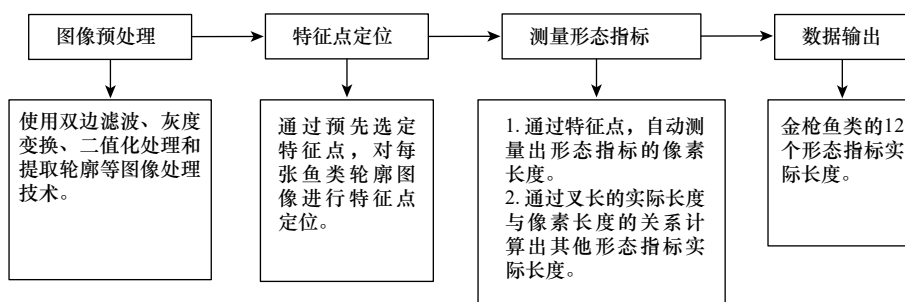 图像预处理
特征点定位
测量形态指标
数据输出
使用双边滤波、灰度
变换、二值化处理和
提取轮廓等图像处理
技术。
通过预先选定
特征点，对每
张鱼类轮廓图
像进行特征点
定位。
1. 通过特征点，自动测
量出形态指标的像素
长度。
2. 通过叉长的实际长度
与像素长度的关系计
算出其他形态指标实
际长度。
金枪鱼类的12
个形态指标实
际长度。